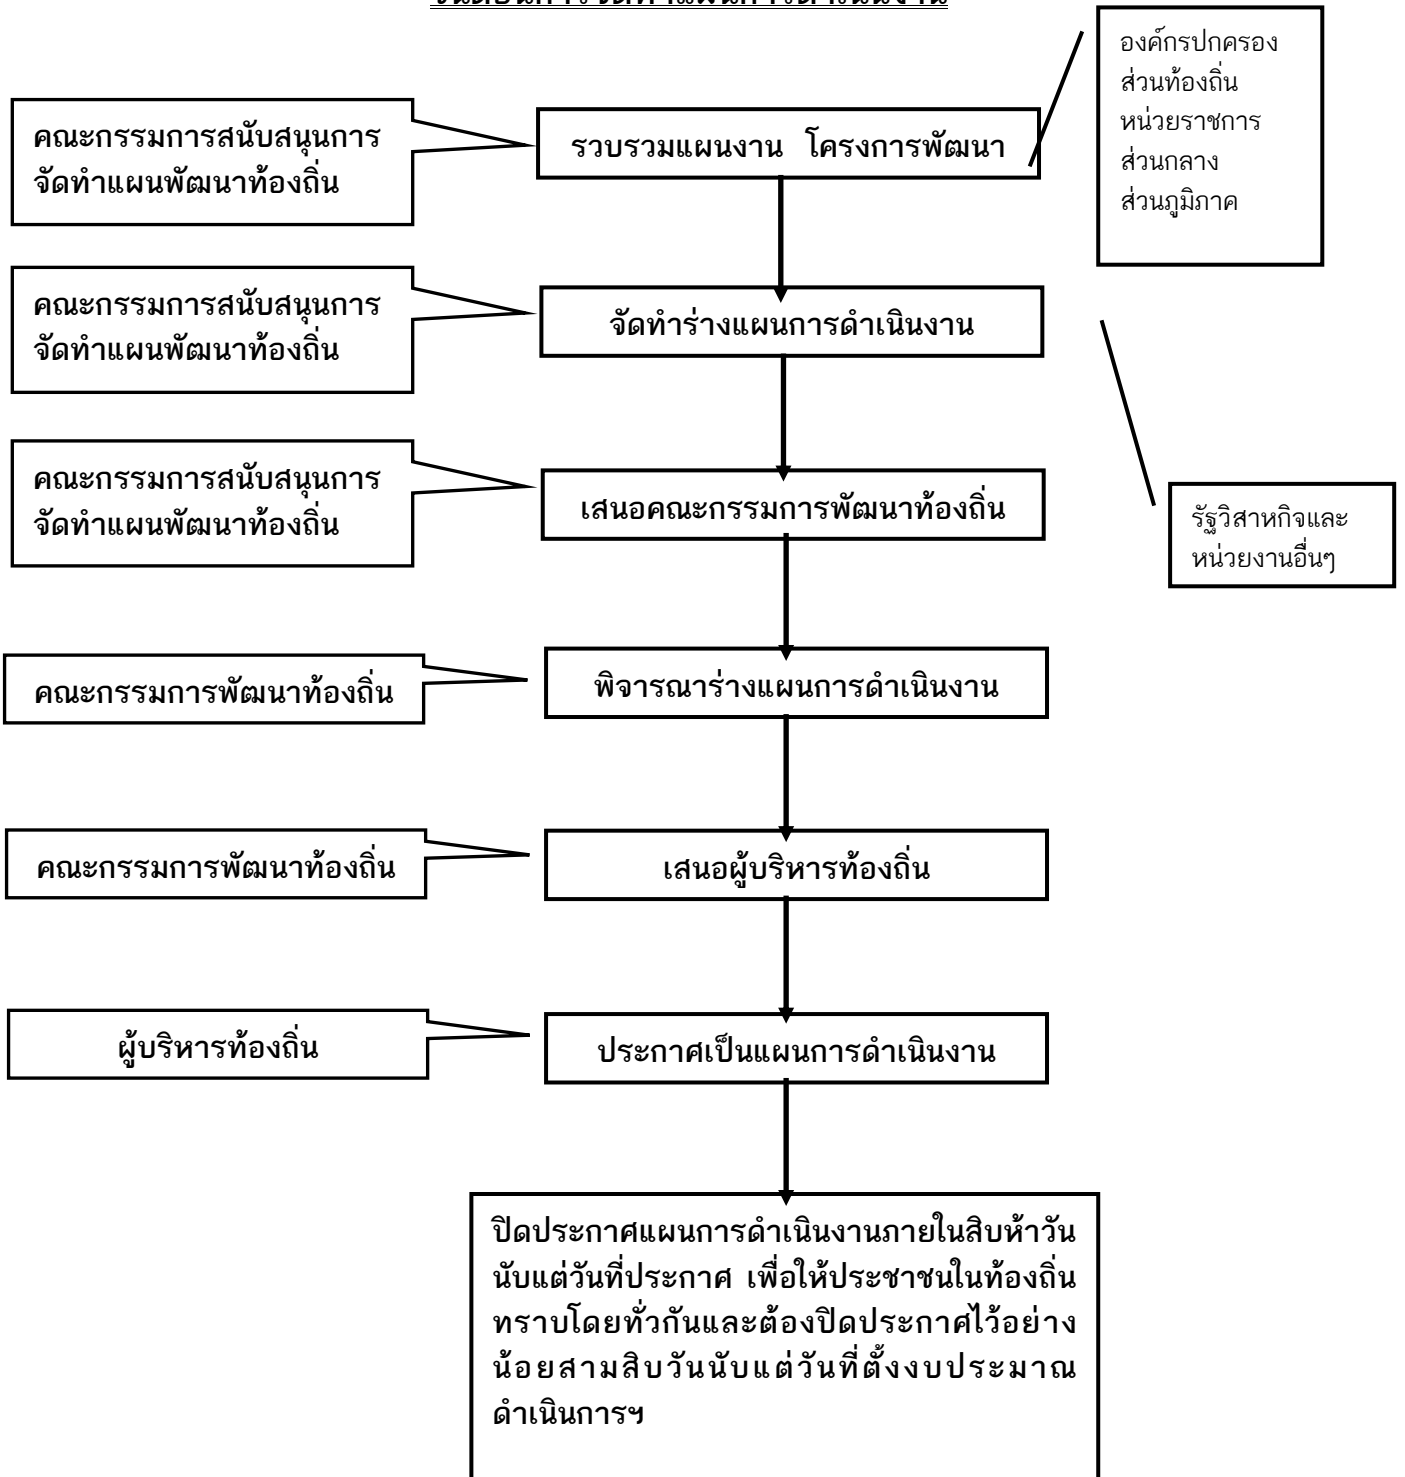 องค์กรปกครอง
ส่วนท้องถิ่น
หน่วยราชการ
ส่วนกลาง
ส่วนภูมิภาค
คณะกรรมการสนับสนุนการ
จัดทำแผนพัฒนาท้องถิ่น
รวบรวมแผนงาน โครงการพัฒนา
คณะกรรมการสนับสนุนการ
จัดทำแผนพัฒนาท้องถิ่น
จัดทำร่างแผนการดำเนินงาน
คณะกรรมการสนับสนุนการ
จัดทำแผนพัฒนาท้องถิ่น
เสนอคณะกรรมการพัฒนาท้องถิ่น
รัฐวิสาหกิจและ
หน่วยงานอื่นๆ
คณะกรรมการพัฒนาท้องถิ่น
พิจารณาร่างแผนการดำเนินงาน
คณะกรรมการพัฒนาท้องถิ่น
เสนอผู้บริหารท้องถิ่น
ผู้บริหารท้องถิ่น
ประกาศเป็นแผนการดำเนินงาน
ปิดประกาศแผนการดำเนินงานภายในสิบห้าวัน
นับแต่วันที่ประกาศ เพื่อให้ประชาชนในท้องถิ่น
ทราบโดยทั่วกันและต้องปิดประกาศไว้อย่าง
น้อยสามสิบวันนับแต่วันที่ตั้งงบประมาณ
ดำเนินการฯ